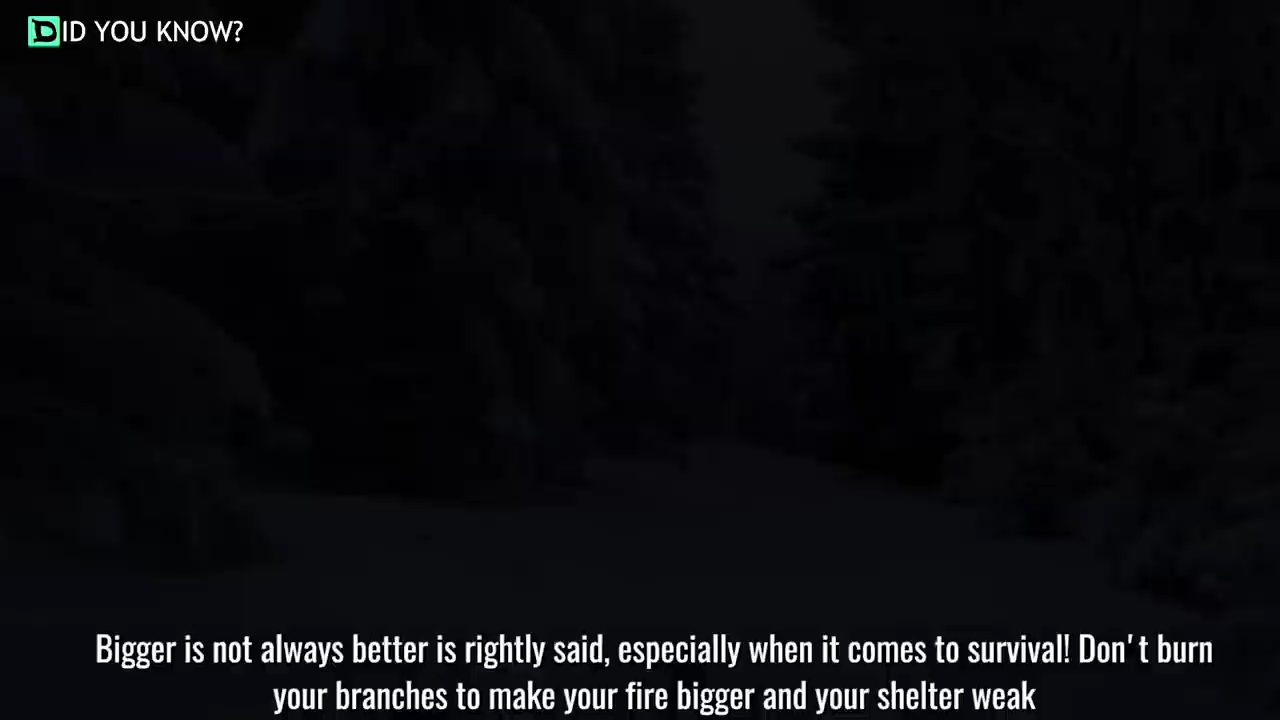 DID YOU KNOW?
Bigger is not always better is rightly said, especially when it comes to survival! Don't burn
your branches to make your fire bigger and your shelter weak